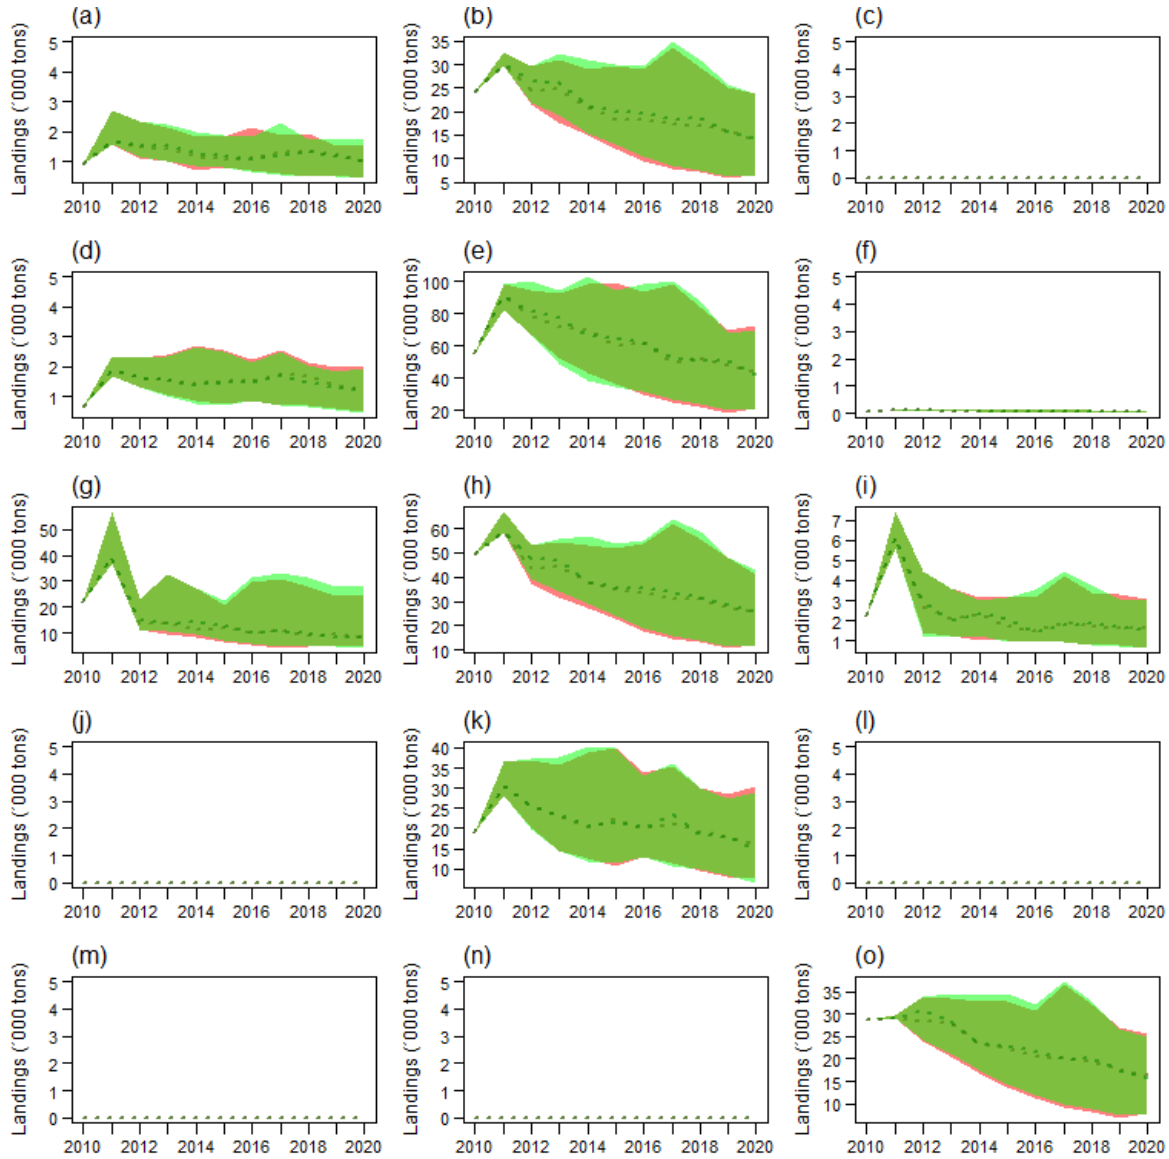 (a) (b) (c)
Landings (´000 tons) Landings (´000 tons) Landings (´000 tons)
5 4 3 2 1
35 30 25 20 15 10 5
5 4 3 2 1 0
2010 2012 2014 2016 2018 2020 2010 2012 2014 2016 2018 2020 2010 2012 2014 2016 2018 2020
(d) (e) (f)
Landings (´000 tons) Landings (´000 tons) Landings (´000 tons)
5 4 3 2 1
100 80 60 40 20
5 4 3 2 1 0
2010 2012 2014 2016 2018 2020 2010 2012 2014 2016 2018 2020 2010 2012 2014 2016 2018 2020
(g) (h) (i)
Landings (´000 tons) Landings (´000 tons) Landings (´000 tons)
50 40 30 20 10
60 50 40 30 20 10
7 6 5 4 3 2 1
2010 2012 2014 2016 2018 2020 2010 2012 2014 2016 2018 2020 2010 2012 2014 2016 2018 2020
(j) (k) (l)
Landings (´000 tons) Landings (´000 tons) Landings (´000 tons)
5 4 3 2 1 0
40 35 30 25 20 15 10
5 4 3 2 1 0
2010 2012 2014 2016 2018 2020 2010 2012 2014 2016 2018 2020 2010 2012 2014 2016 2018 2020
(m) (n) (o)
Landings (´000 tons) Landings (´000 tons) Landings (´000 tons)
5 4 3 2 1 0
5 4 3 2 1 0
35 30 25 20 15 10
2010 2012 2014 2016 2018 2020 2010 2012 2014 2016 2018 2020 2010 2012 2014 2016 2018 2020